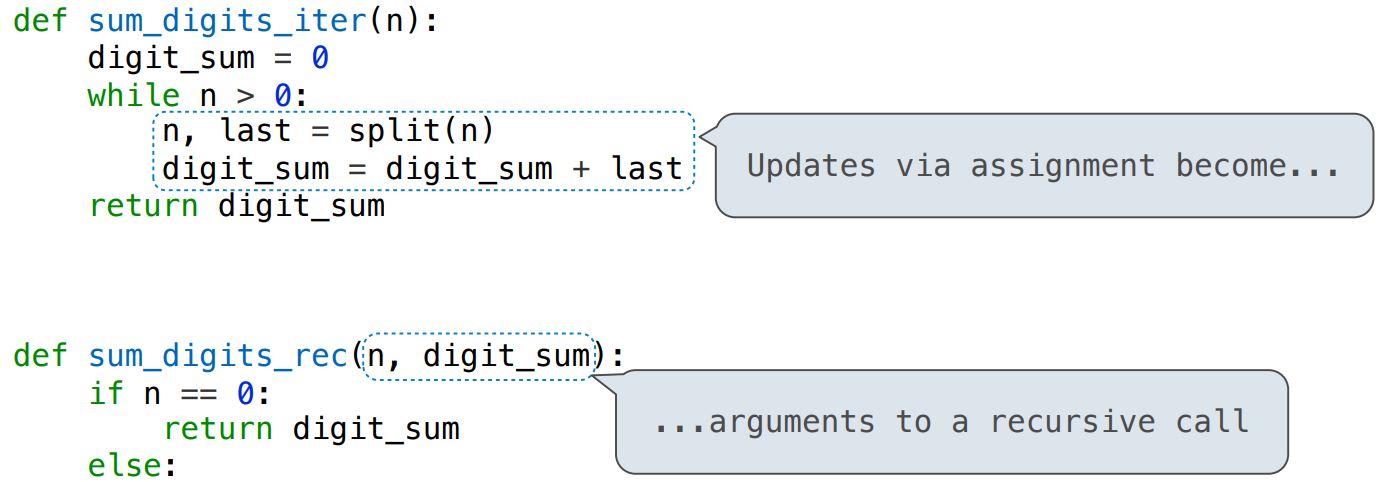 def sum_digits_iter(n):
    digit_sum = 0
    while n > 0:
        n, last = split(n)
        digit_sum = digit_sum + last
    return digit_sum
Updates via assignment become...
def sum_digits_rec(n, digit_sum):
    if n == 0:
        return digit_sum
    else:
...arguments to a recursive call